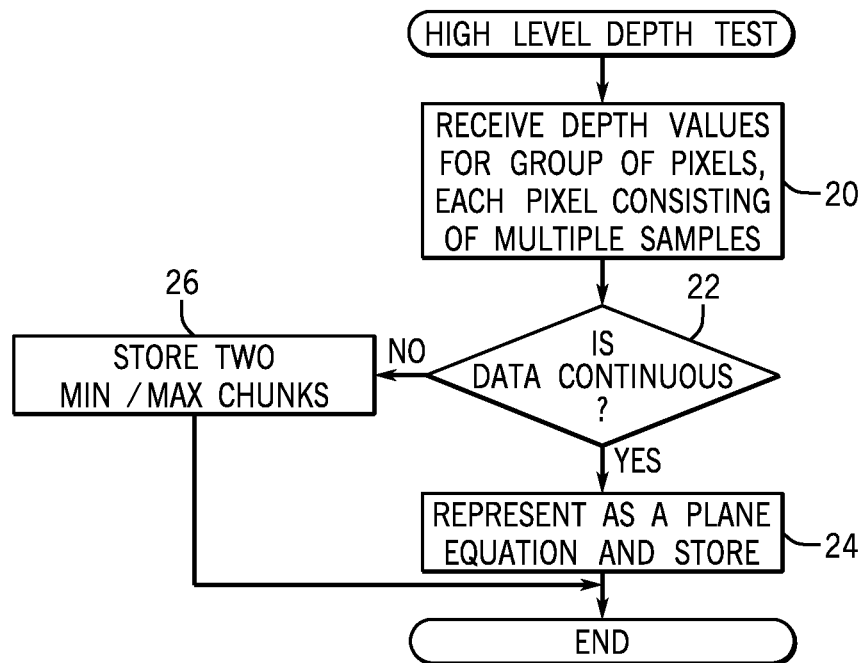 HIGH LEVEL DEPTH TEST
RECEIVE DEPTH VALUES
FOR GROUP OF PIXELS,
EACH PIXEL CONSISTING
OF MULTIPLE SAMPLES
20
22
IS
DATA CONTINUOUS
?
NO
26
STORE TWO
MIN /MAX CHUNKS
YES
REPRESENT AS A PLANE
EQUATION AND STORE
24
END